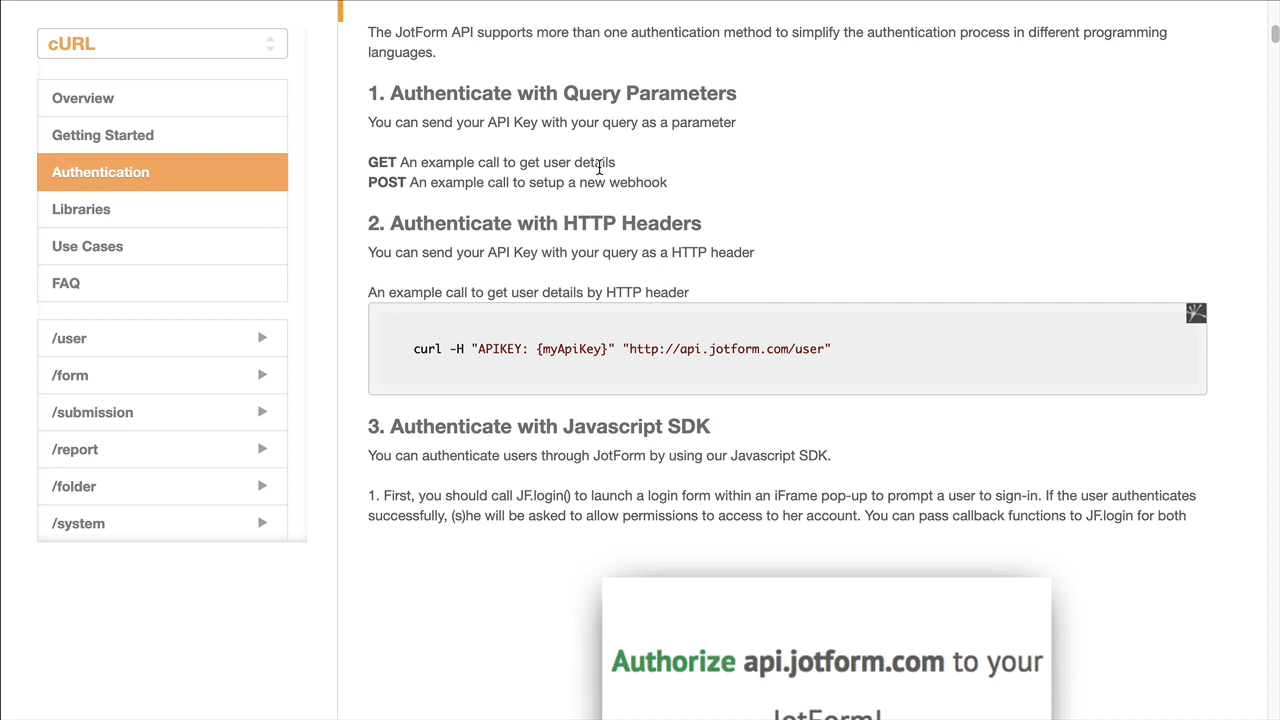 cURL
Overview
Getting Started
Authentication
Libraries
Use Cases
FAQ
/user
/form
/submission
/report
/folder
/system
The JotForm API supports more than one authentication method to simplify the authentication process in different programming
languages.
1. Authenticate with Query Parameters
You can send your API Key with your query as a parameter
GET An example call to get user details
POST An example call to setup a new webhook
2. Authenticate with HTTP Headers
You can send your API Key with your query as a HTTP header
An example call to get user details by HTTP header
curl -H "APIKEY: {myApiKey}" "http://api.jotform.com/user"
3. Authenticate with Javascript SDK
You can authenticate users through JotForm by using our Javascript SDK.
1. First, you should call JF.login() to launch a login form within an iFrame pop-up to prompt a user to sign-in. If the user authenticates
successfully, (s)he will be asked to allow permissions to access to her account. You can pass callback functions to JF.login for both
Authorize api.jotform.com to your
JotForm!